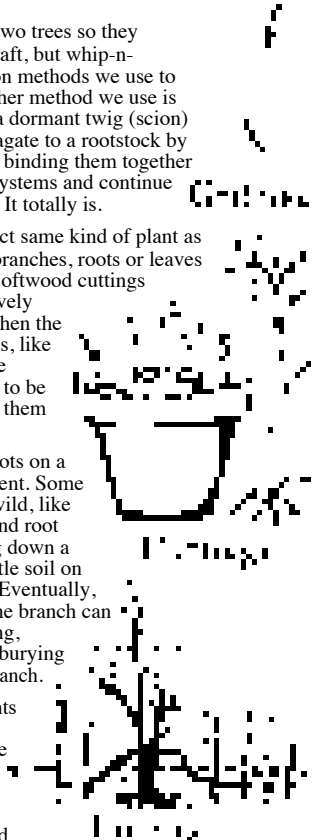 wo trees so they
raft, but whip-n-
on methods we use to
her method we use is
a dormant twig (scion)
agate to a rootstock by
binding them together
ystems and continue
It totally is.
ct same kind of plant as
branches, roots or leaves
oftwood cuttings
vely
hen the
s, like
e
to be
them
ots on a
ent. Some
wild, like
nd root
g down a
tle soil on
Eventually,
he branch can
ng,
burying
anch.
nts
e
d